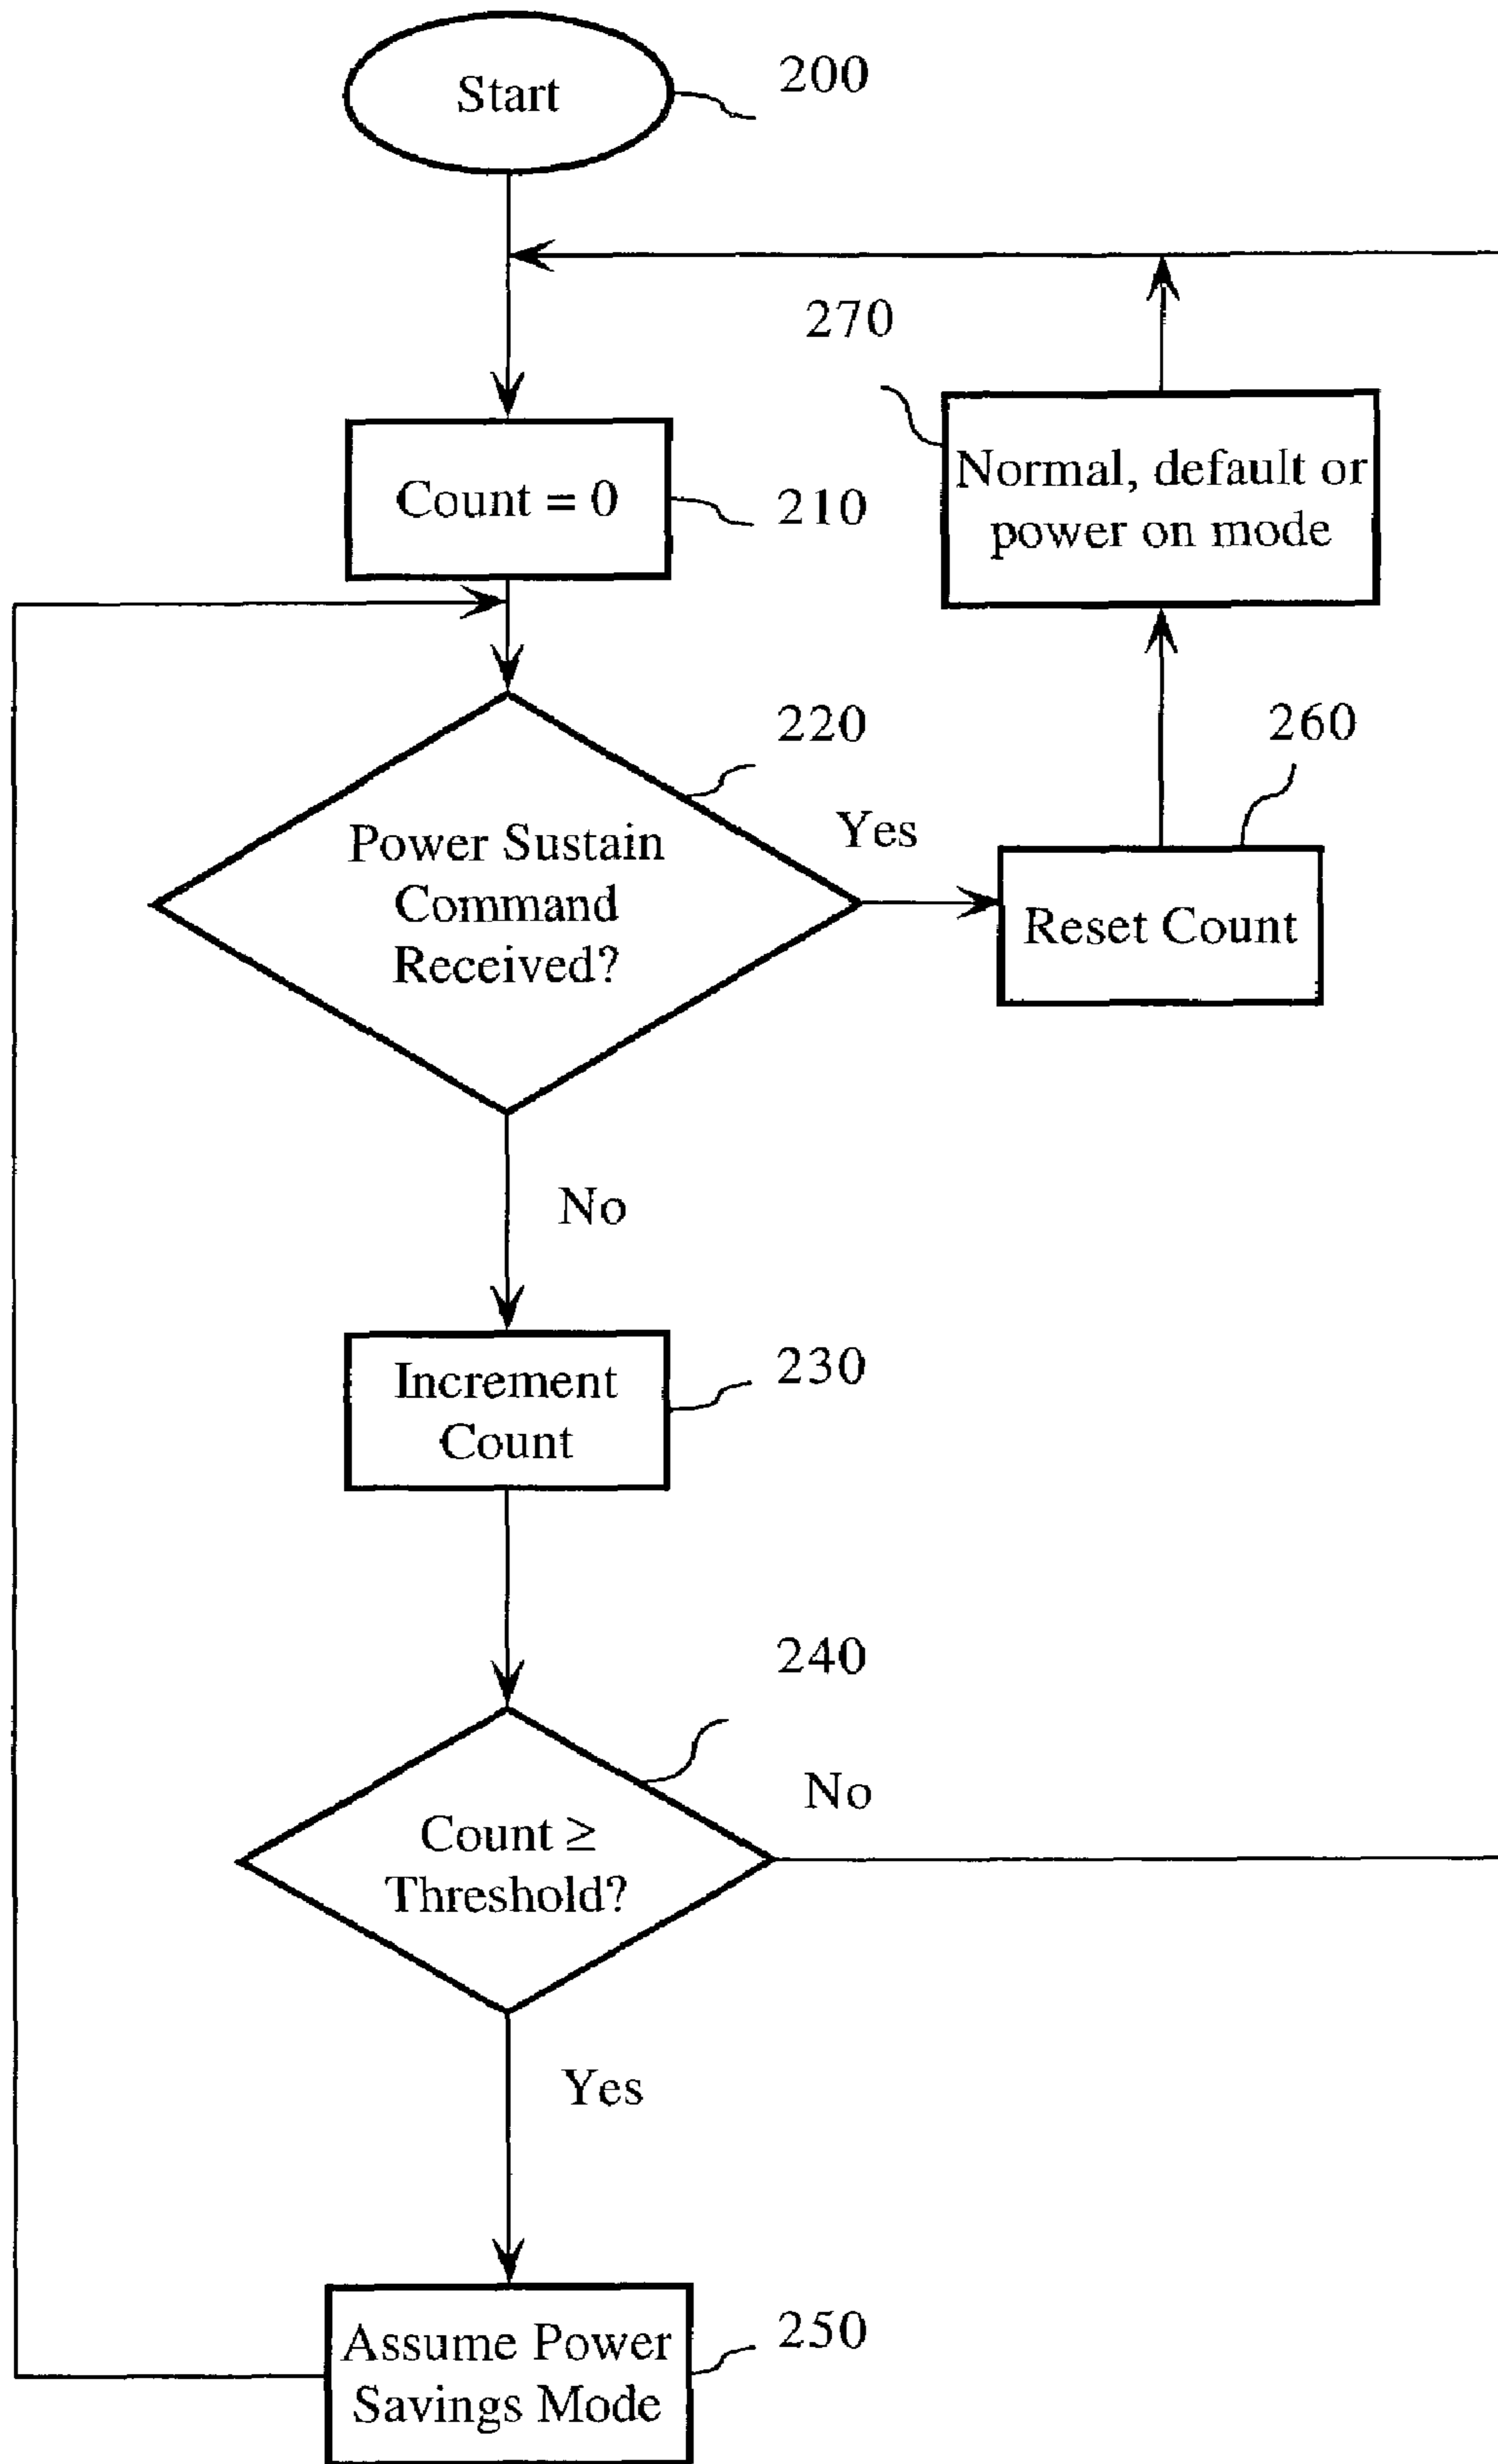 Start
200
270
Normal, default or
power on mode
Count = 0
210
220
260
Power Sustain
Command
Received?
Yes
Reset Count
No
Increment
Count
230
240
No
Count ≥
Threshold?
Yes
Assume Power
Savings Mode
250